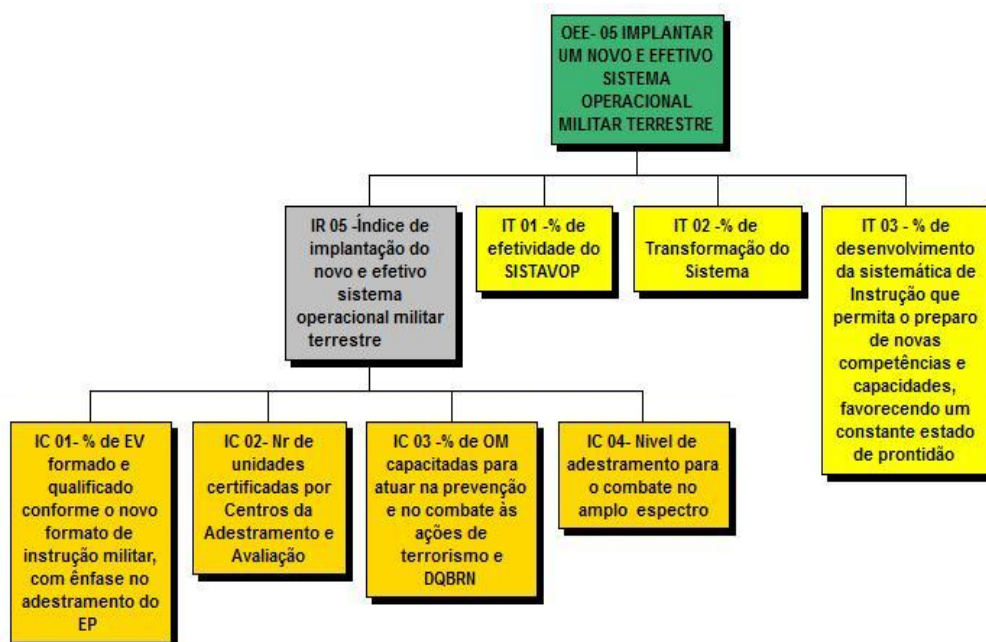 OEE- 05 IMPLANTAR
UM NOVO E EFETIVO
SISTEMA
OPERACIONAL
MILITAR TERRESTRE
IR 05 -Índice de
implantação do
novo e efetivo
sistema
operacional militar
terrestre
IT 01 -% de
efetividade do
SISTAVOP
IT 02 -% de
Transformação do
Sistema
IT 03 - % de
desenvolvimento
da sistemática de
Instrução que
permita o preparo
de novas
competências e
capacidades,
favorecendo um
constante estado
de prontidão
IC 01- % de EV
formado e
qualificado
conforme o novo
formato de
instrução militar,
com ênfase no
adestramento do
EP
IC 02- Nr de
unidades
certificadas por
Centros da
Adestramento e
Avaliação
IC 03 -% de OM
capacitadas para
atuar na prevenção
e no combate às
ações de
terrorismo e
DQBRN
IC 04- Nivel de
adestramento para
o combate no
amplo espectro